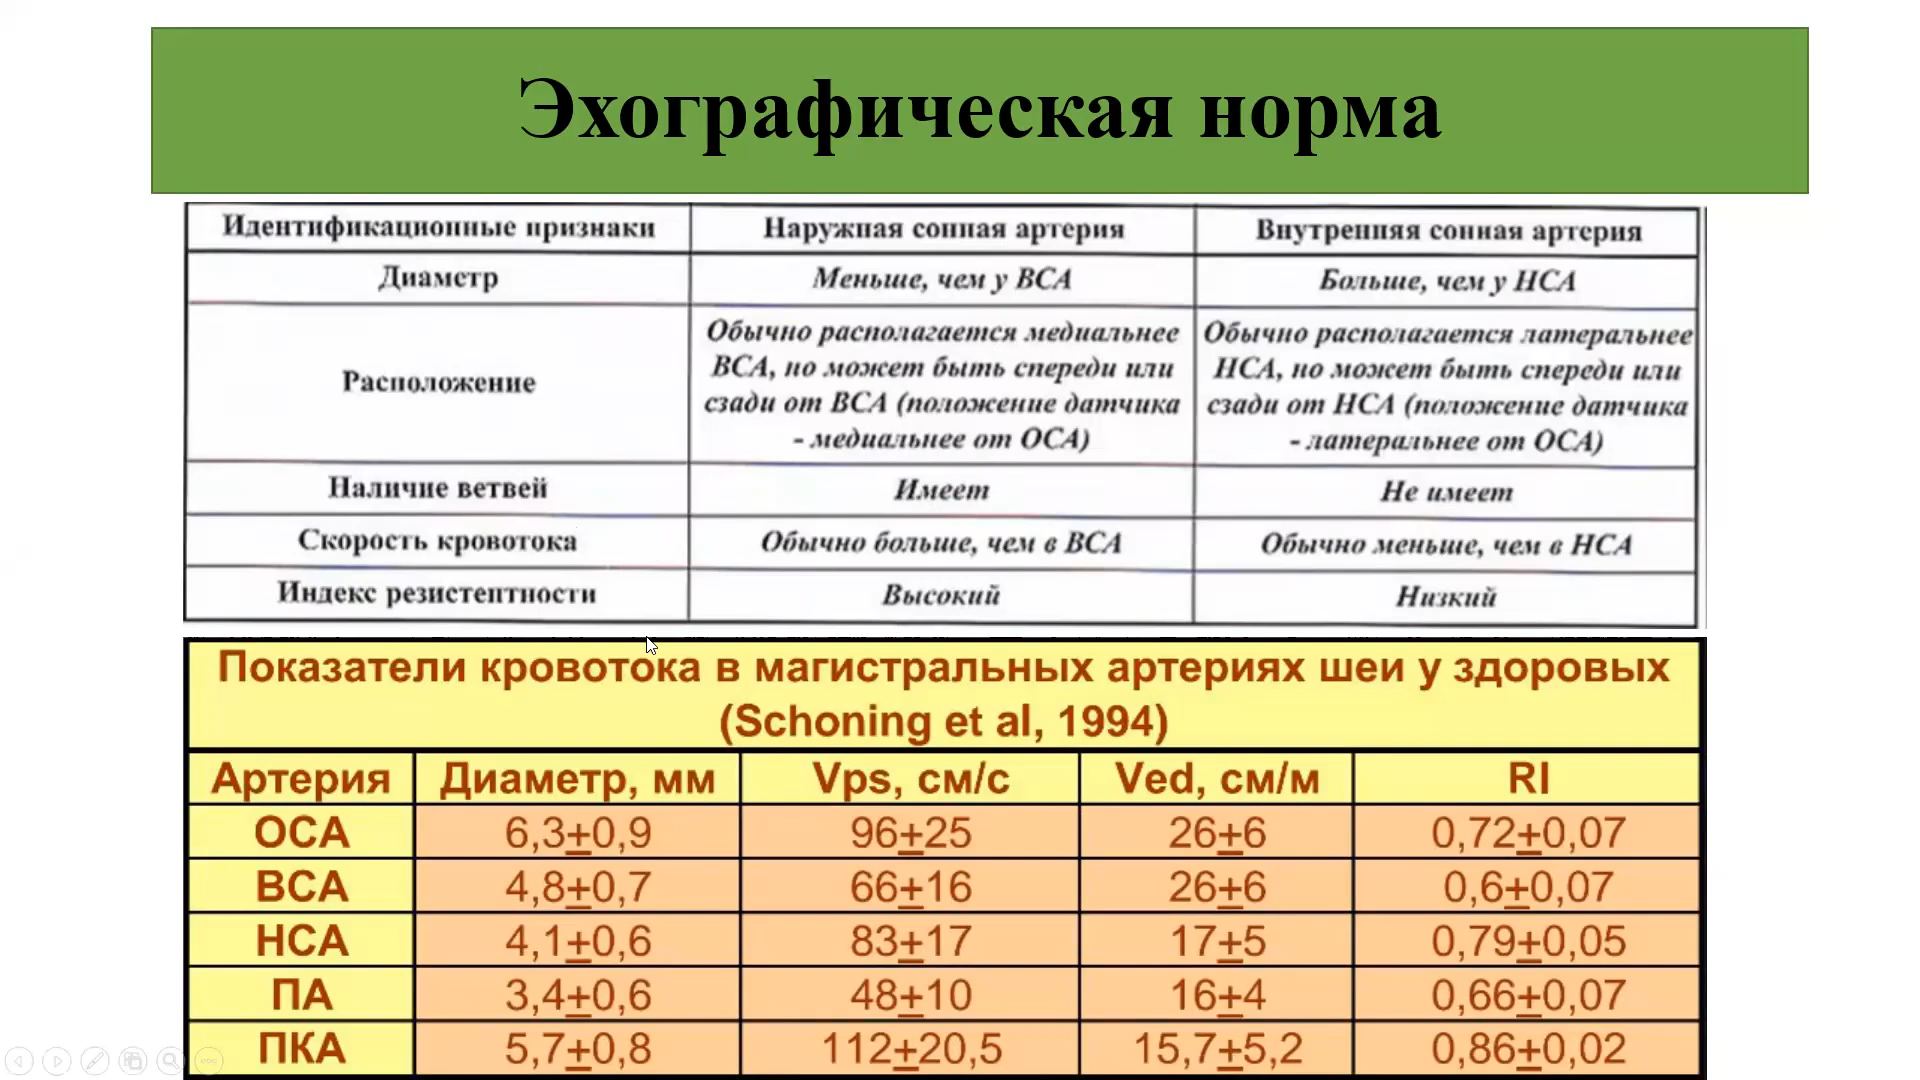 Эхографическая норма
Идентификационные признаки
Наружная сонная артерия
Внутренняя сонная артерия
Диаметр
Меньше, чем у ВСА
Больше, чем у НСА
Расположение
Обычно располагается медиальнее
ВСА, но может быть спереди или
сзади от ВСА (положение датчика
- медиальнее от ОСА)
Обычно располагается латеральнее
НСА, но может быть спереди или
сзади от НСА (положение датчика
- латеральнее от ОСА)
Наличие ветвей
Имеет
Не имеет
Скорость кровотока
Обычно больше, чем в ВСА
Обычно меньше, чем в НСА
Индекс резистентности
Высокий
Низкий
Показатели кровотока в магистральных артериях шеи у здоровых
(Schoning et al, 1994)
Артерия
Диаметр, мм
Vps, см/с
Ved, см/м
RI
ОСА
6,3±0,9
96±25
26±6
0,72±0,07
ВСА
4,8±0,7
66±16
26±6
0,6±0,07
НСА
4,1±0,6
83±17
17±5
0,79±0,05
ПА
3,4±0,6
48±10
16±4
0,66±0,07
ПКА
5,7±0,8
112±20,5
15,7±5,2
0,86±0,02